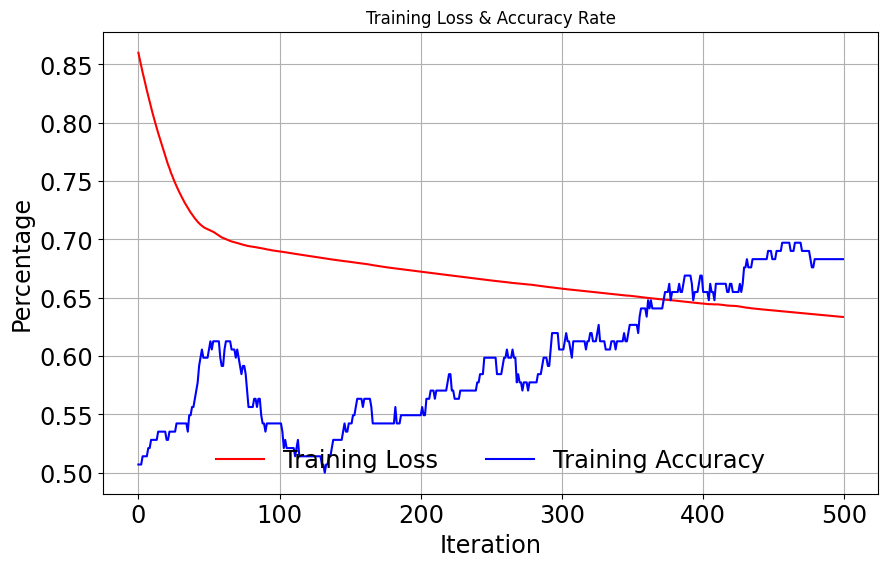 Training Loss & Accuracy Rate
Percentage
0.85
0.80
0.75
0.70
0.65
0.60
0.55
0.50
Training Loss
Training Accuracy
0 100 200 300 400 500
Iteration